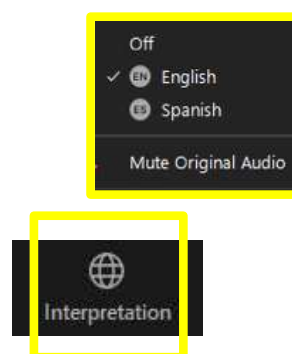 Off
EN English
ES Spanish
Mute Original Audio
Interpretation